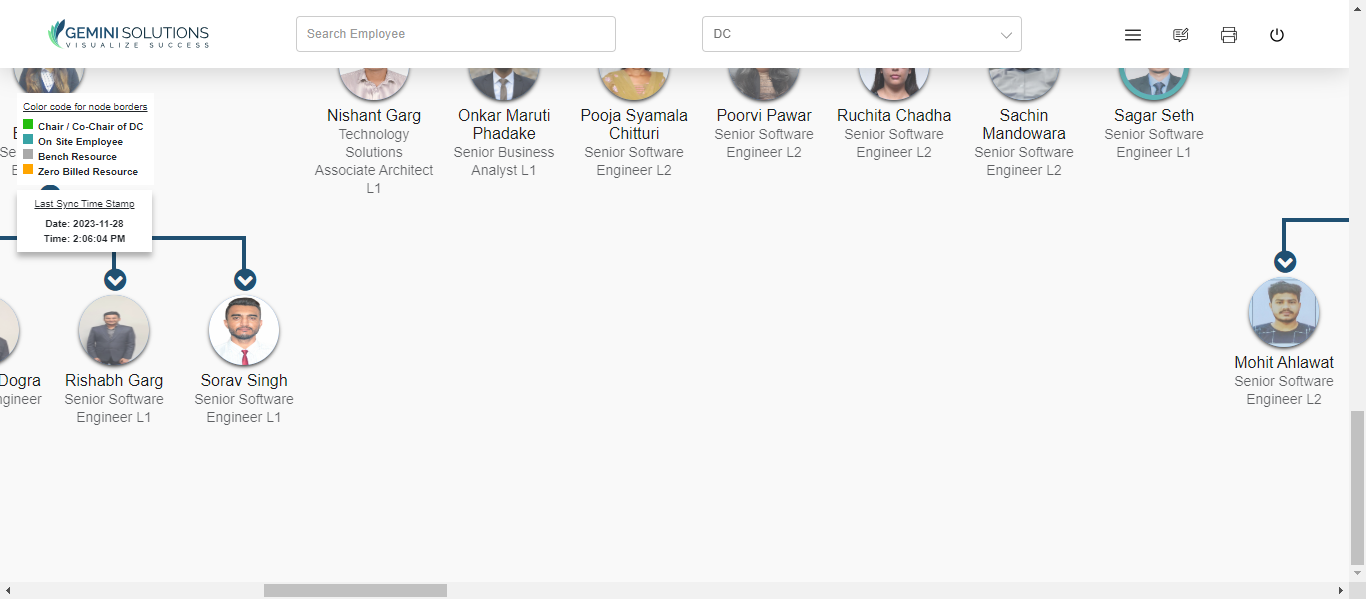 GEMINI SOLUTIONS
VISUALIZE SUCCESS
Search Employee
DC
Color code for node borders
Chair / Co-Chair of DC
On Site Employee
Bench Resource
Zero Billed Resource
Last Sync Time Stamp
Date: 2023-11-28
Time: 2:06:04 PM
Nishant Garg
Technology
Solutions
Associate Architect
L1
Onkar Maruti
Phadake
Senior Business
Analyst L1
Pooja Syamala
Chitturi
Senior Software
Engineer L2
Poorvi Pawar
Senior Software
Engineer L2
Ruchita Chadha
Senior Software
Engineer L2
Sachin
Mandowara
Senior Software
Engineer L2
Sagar Seth
Senior Software
Engineer L1
Dogra
Rishabh Garg
Senior Software
Engineer L1
Sorav Singh
Senior Software
Engineer L1
Mohit Ahlawat
Senior Software
Engineer L2